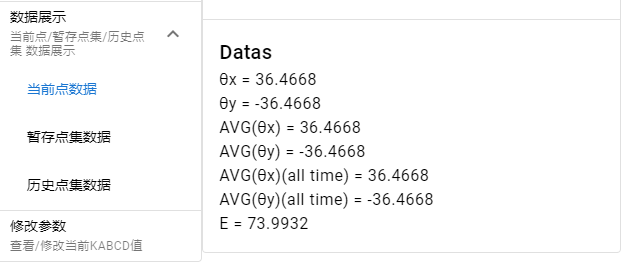 数据展示
当前点/暂存点集/历史点
集 数据展示
当前点数据
暂存点集数据
历史点集数据
修改参数
查看/修改当前KABCD值
Datas
θx = 36.4668
θy = -36.4668
AVG(θx) = 36.4668
AVG(θy) = -36.4668
AVG(θx)(all time) = 36.4668
AVG(θy)(all time) = -36.4668
E = 73.9932